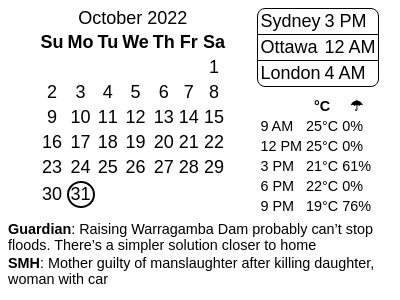 October 2022
Su Mo Tu We Th Fr Sa
1
2 3 4 5 6 7 8
9 10 11 12 13 14 15
16 17 18 19 20 21 22
23 24 25 26 27 28 29
30 31
Sydney 3 PM
Ottawa 12 AM
London 4 AM
°C ☂
9 AM 25°C 0%
12 PM 25°C 0%
3 PM 21°C 61%
6 PM 22°C 0%
9 PM 19°C 76%
Guardian: Raising Warragamba Dam probably can’t stop
floods. There’s a simpler solution closer to home
SMH: Mother guilty of manslaughter after killing daughter,
woman with car